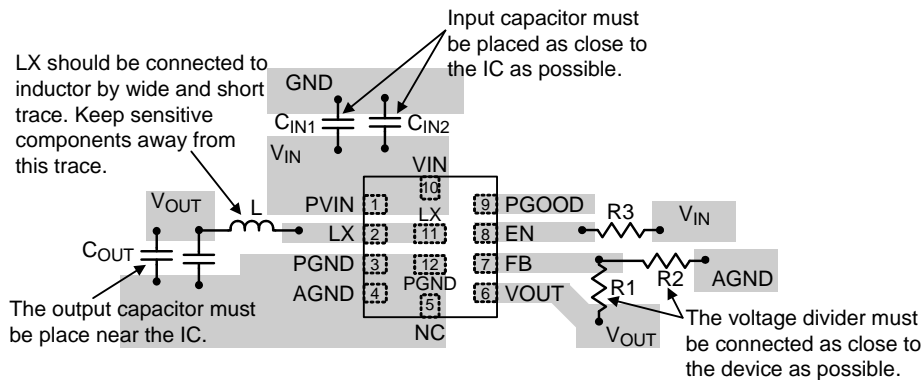 Input capacitor must
be placed as close to
the IC as possible.
LX should be connected to
inductor by wide and short
trace. Keep sensitive
components away from
this trace.
GND
CIN1
CIN2
VIN
VIN
10
PVIN
1
9
PGOOD
R3
VIN
VOUT
L
LX
LX
2
11
8
EN
COUT
PGND
3
12
7
FB
R2
AGND
AGND
4
PGND
5
6
VOUT
R1
NC
VOUT
The output capacitor must
be place near the IC.
The voltage divider must
be connected as close to
the device as possible.